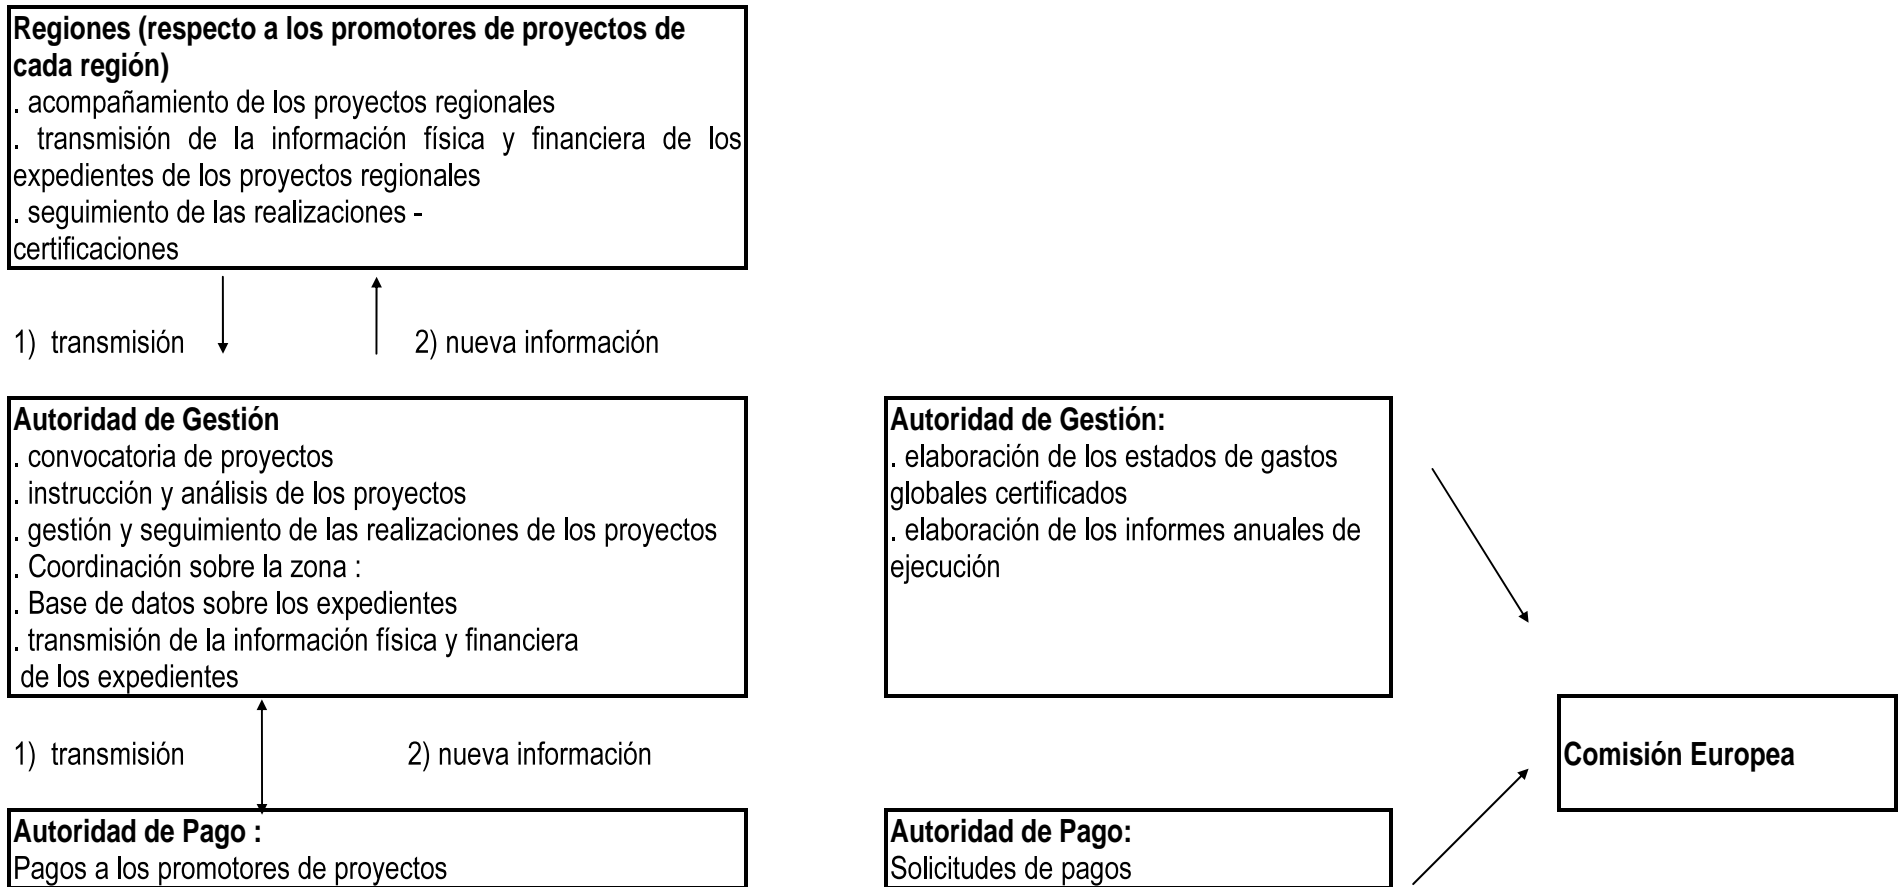 Regiones (respecto a los promotores de proyectos de
cada región)
. acompañamiento de los proyectos regionales
. transmisión de la información física y financiera de los
expedientes de los proyectos regionales
. seguimiento de las realizaciones -
certificaciones
1) transmisión
2) nueva información
Autoridad de Gestión
. convocatoria de proyectos
. instrucción y análisis de los proyectos
. gestión y seguimiento de las realizaciones de los proyectos
. Coordinación sobre la zona :
. Base de datos sobre los expedientes
. transmisión de la información física y financiera
de los expedientes
Autoridad de Gestión:
. elaboración de los estados de gastos
globales certificados
. elaboración de los informes anuales de
ejecución
1) transmisión
2) nueva información
Comisión Europea
Autoridad de Pago :
Pagos a los promotores de proyectos
Autoridad de Pago:
Solicitudes de pagos